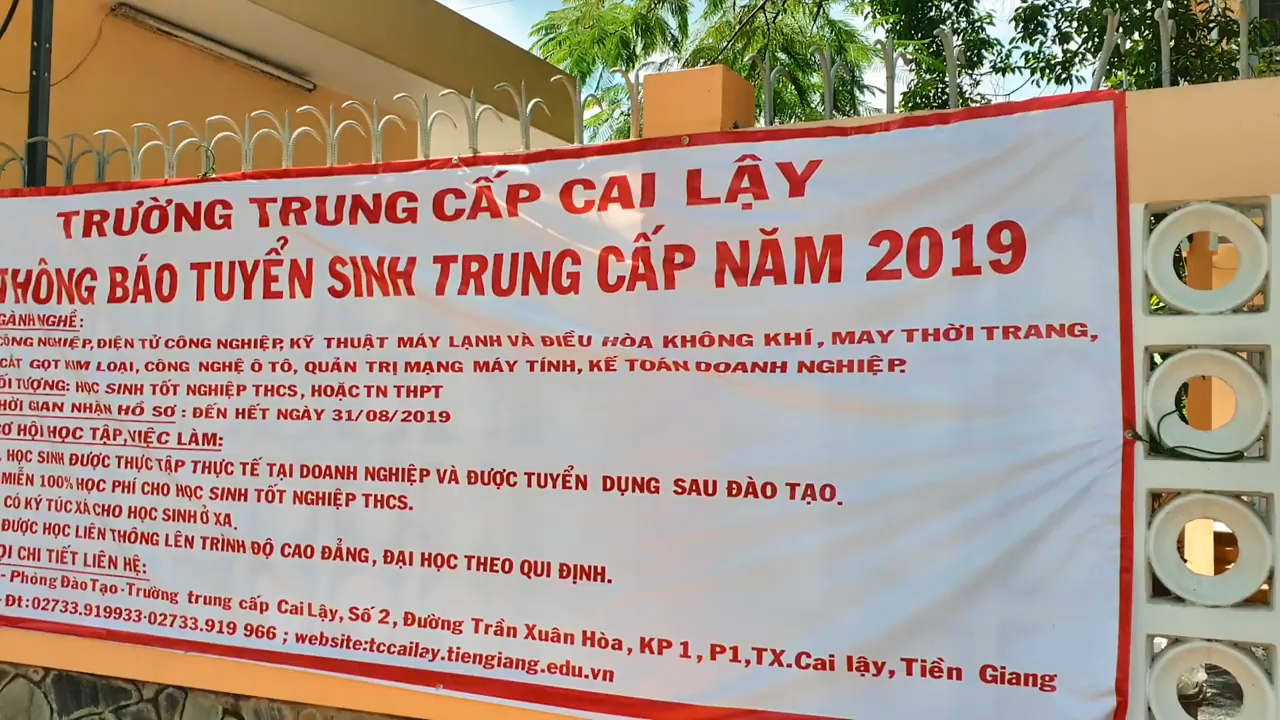 TRƯỜNG TRUNG CẤP CAI LẬY
THÔNG BÁO TUYỂN SINH TRUNG CẤP NĂM 2019
GÀNH NGHỀ:
CÔNG NGHIỆP, ĐIỆN TỬ CÔNG NGHIỆP, KỸ THUẬT MÁY LẠNH VÀ ĐIỀU HÒA KHÔNG KHÍ, MAY THỜI TRANG,
CẮT GỌT KIM LOẠI, CÔNG NGHỆ Ô TÔ, QUẢN TRỊ MẠNG MÁY TÍNH, KẾ TOÁN DOANH NGHIỆP.
ỐI TƯỢNG: HỌC SINH TỐT NGHIỆP THCS, HOẶC TN THPT
HỜI GIAN NHẬN HỒ SƠ : ĐẾN HẾT NGÀY 31/08/2019
Ơ HỘI HỌC TẬP,VIỆC LÀM:
HỌC SINH ĐƯỢC THỰC TẬP THỰC TẾ TẠI DOANH NGHIỆP VÀ ĐƯỢC TUYỂN DỤNG SAU ĐÀO TẠO.
MIỄN 100% HỌC PHÍ CHO HỌC SINH TỐT NGHIỆP THCS.
CÓ KÝ TÚC XÁ CHO HỌC SINH Ở XA.
ĐƯỢC HỌC LIÊN THÔNG LÊN TRÌNH ĐỘ CAO ĐẲNG, ĐẠI HỌC THEO QUI ĐỊNH.
ỌI CHI TIẾT LIÊN HỆ:
- Phòng Đào Tạo -Trường trung cấp Cai Lậy, Số 2, Đường Trần Xuân Hòa, KP 1, P1,TX.Cai lậy, Tiền Giang
- Đt:02733.919933-02733.919 966 ; website:tccailay.tiengiang.edu.vn